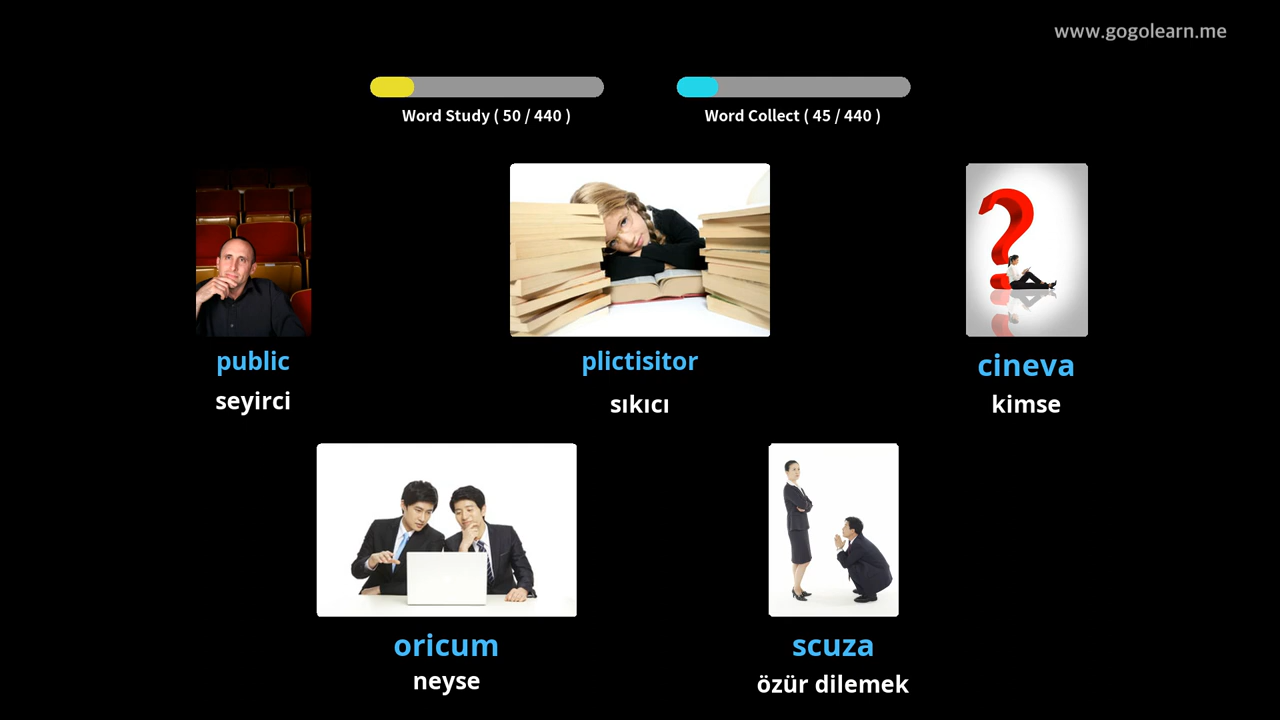 www.gogolearn.me
Word Study ( 50 / 440 )
Word Collect ( 45 / 440 )
public
plictisitor
cineva
seyirci
sıkıcı
kimse
oricum
scuza
neyse
özür dilemek